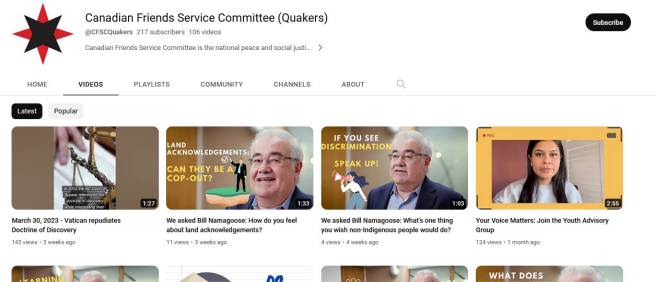 Canadian Friends Service Committee (Quakers)
@CFSCQuakers 217 subscribers 106 videos
Canadian Friends Service Committee is the national peace and social justi...
Subscribe
HOME VIDEOS PLAYLISTS COMMUNITY CHANNELS ABOUT
Latest Popular
LAND
ACKNOWLEDGEMENTS:
CAN THEY BE A
COP-OUT?
IF YOU SEE
DISCRIMINATION
SPEAK UP!
REC
1:27
1:33
1:03
2:55
March 30, 2023 - Vatican repudiates
Doctrine of Discovery
143 views • 3 weeks ago
We asked Bill Namagoose: How do you feel
about land acknowledgements?
11 views • 3 weeks ago
We asked Bill Namagoose: What's one thing
you wish non-Indigenous people would do?
4 views • 4 weeks ago
Your Voice Matters: Join the Youth Advisory
Group
124 views • 1 month ago
LEARNING
WHAT DOES